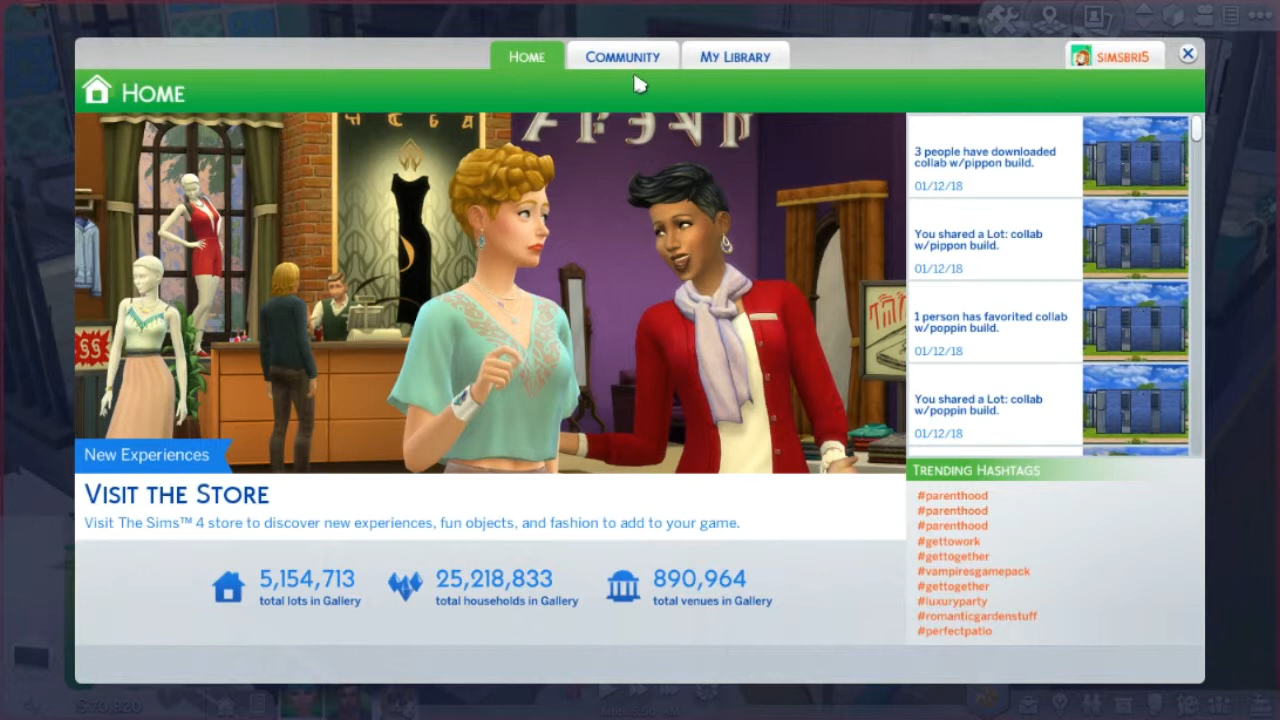 HOME
COMMUNITY
MY LIBRARY
SIMSBRI5
HOME
§§
New Experiences
VISIT THE STORE
Visit The Sims™ 4 store to discover new experiences, fun objects, and fashion to add to your game.
5,154,713
total lots in Gallery
25,218,833
total households in Gallery
890,964
total venues in Gallery
3 people have downloaded
collab w/pippon build.
01/12/18
You shared a Lot: collab
w/pippon build.
01/12/18
1 person has favorited collab
w/poppin build.
01/12/18
You shared a Lot: collab
w/poppin build.
01/12/18
TRENDING HASHTAGS
#parenthood
#parenthood
#parenthood
#gettowork
#gettogether
#vampiresgamepack
#gettogether
#luxuryparty
#romanticgardenstuff
#perfectpatio
§70,820